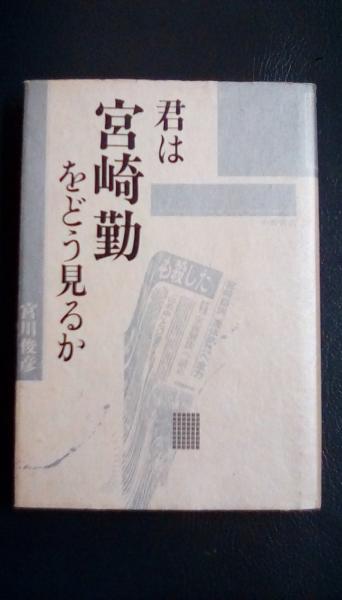 君は
宮崎勤
をどう見るか
宮川俊彦
も殺した